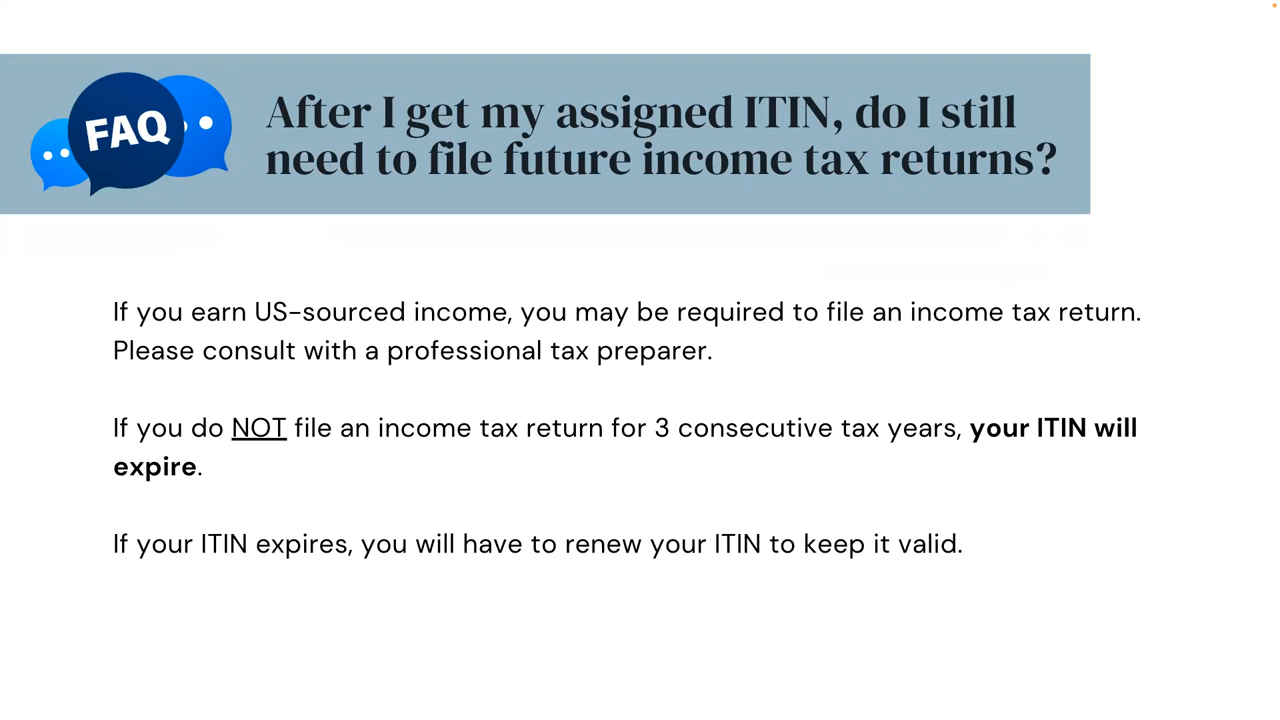 FAQ
After I get my assigned ITIN, do I still
need to file future income tax returns?
If you earn US-sourced income, you may be required to file an income tax return.
Please consult with a professional tax preparer.
If you do NOT file an income tax return for 3 consecutive tax years, your ITIN will
expire.
If your ITIN expires, you will have to renew your ITIN to keep it valid.